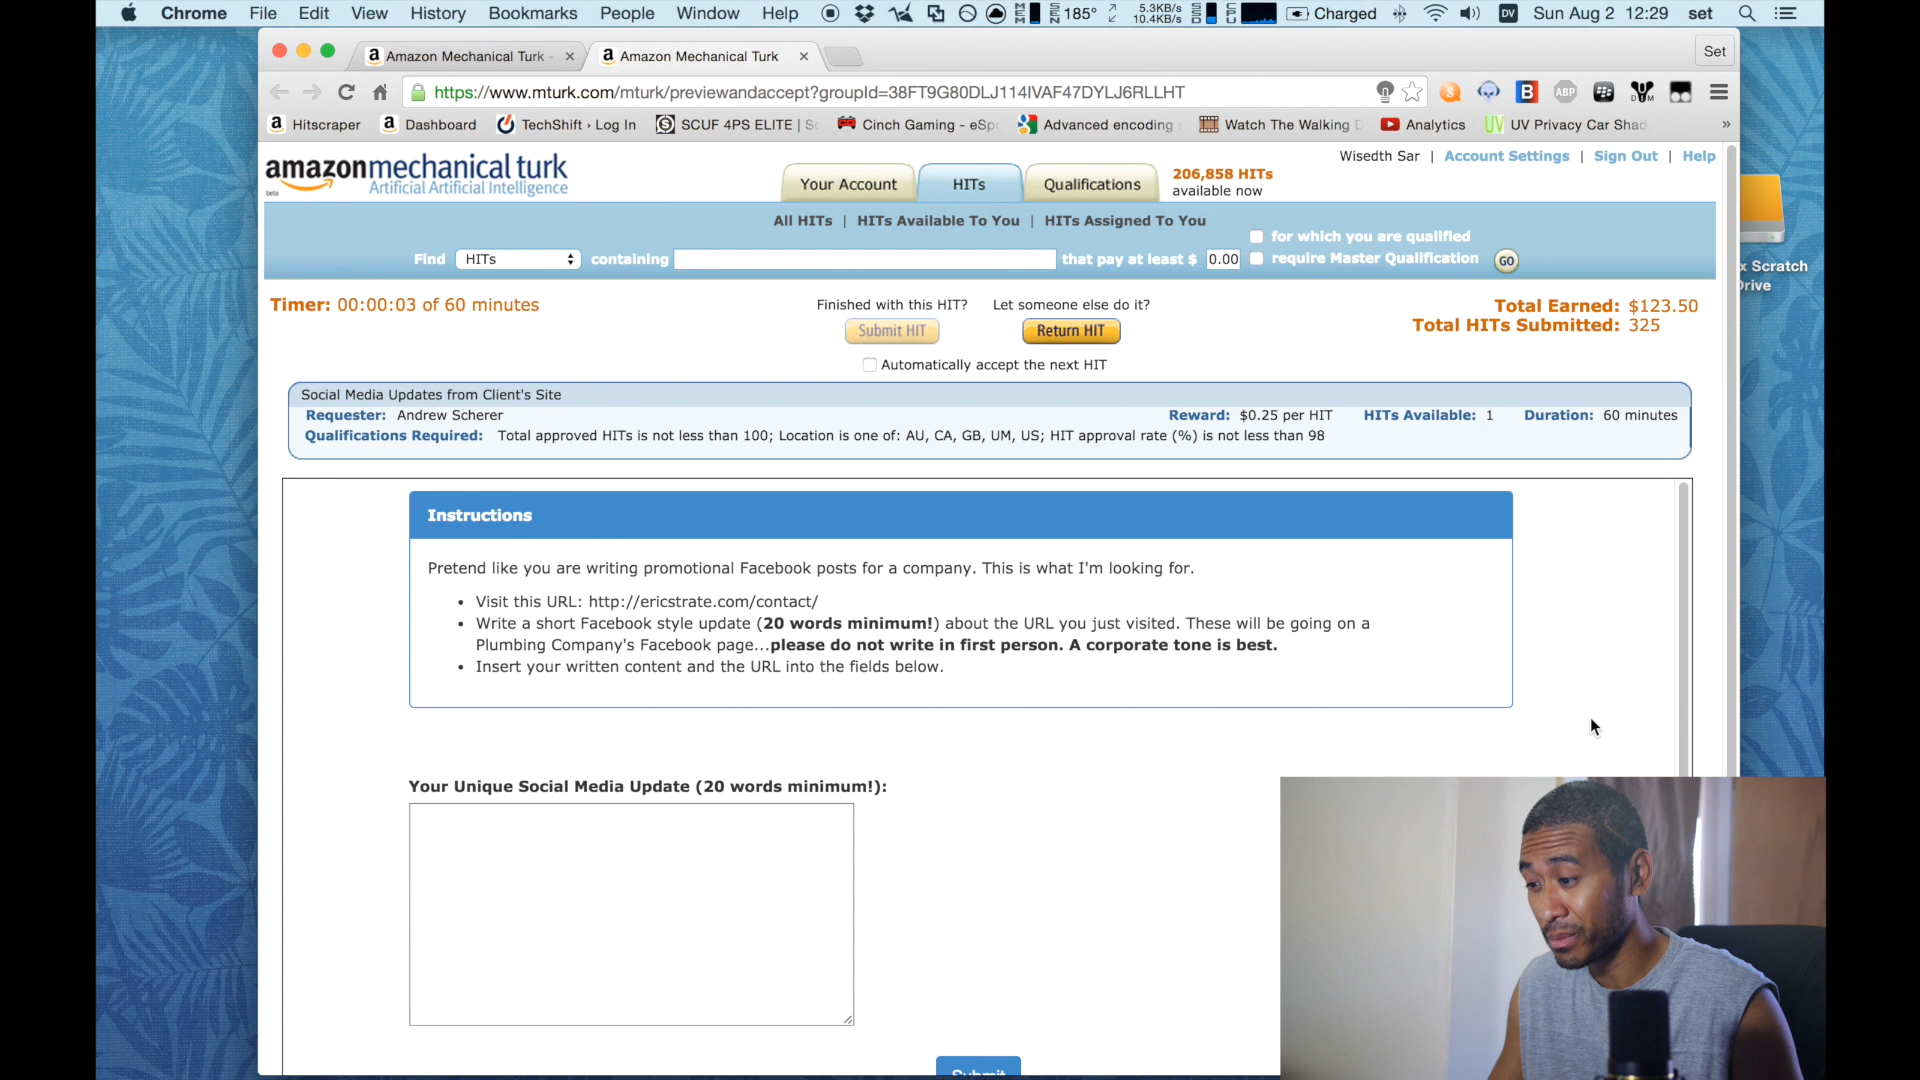 Chrome File Edit View History Bookmarks People Window Help 185° 5.3KB/s 10.4KB/s Charged DV Sun Aug 2 12:29 set
Amazon Mechanical Turk - Amazon Mechanical Turk Set
https://www.mturk.com/mturk/previewandaccept?groupId=38FT9G80DLJ114IVAF47DYLJ6RLLHT
Hitscraper Dashboard TechShift › Log In SCUF 4PS ELITE | S Cinch Gaming - eSp Advanced encoding Watch The Walking D Analytics UV Privacy Car Shad »
amazonmechanical turk
Artificial Artificial Intelligence
beta
Wisedth Sar | Account Settings | Sign Out | Help
Your Account HITs Qualifications
206,858 HITs
available now
All HITs | HITs Available To You | HITs Assigned To You
Find HITs containing that pay at least $ 0.00
for which you are qualified
require Master Qualification GO
Timer: 00:00:03 of 60 minutes
Finished with this HIT? Let someone else do it?
Submit HIT Return HIT
Automatically accept the next HIT
Total Earned: $123.50
Total HITs Submitted: 325
Social Media Updates from Client's Site
Requester: Andrew Scherer Reward: $0.25 per HIT HITs Available: 1 Duration: 60 minutes
Qualifications Required: Total approved HITs is not less than 100; Location is one of: AU, CA, GB, UM, US; HIT approval rate (%) is not less than 98
Instructions
Pretend like you are writing promotional Facebook posts for a company. This is what I'm looking for.
• Visit this URL: http://ericstrate.com/contact/
• Write a short Facebook style update (20 words minimum!) about the URL you just visited. These will be going on a
Plumbing Company's Facebook page...please do not write in first person. A corporate tone is best.
• Insert your written content and the URL into the fields below.
Your Unique Social Media Update (20 words minimum!):
Submit
x Scratch
Drive